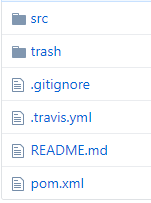 src
trash
.gitignore
.travis.yml
README.md
pom.xml